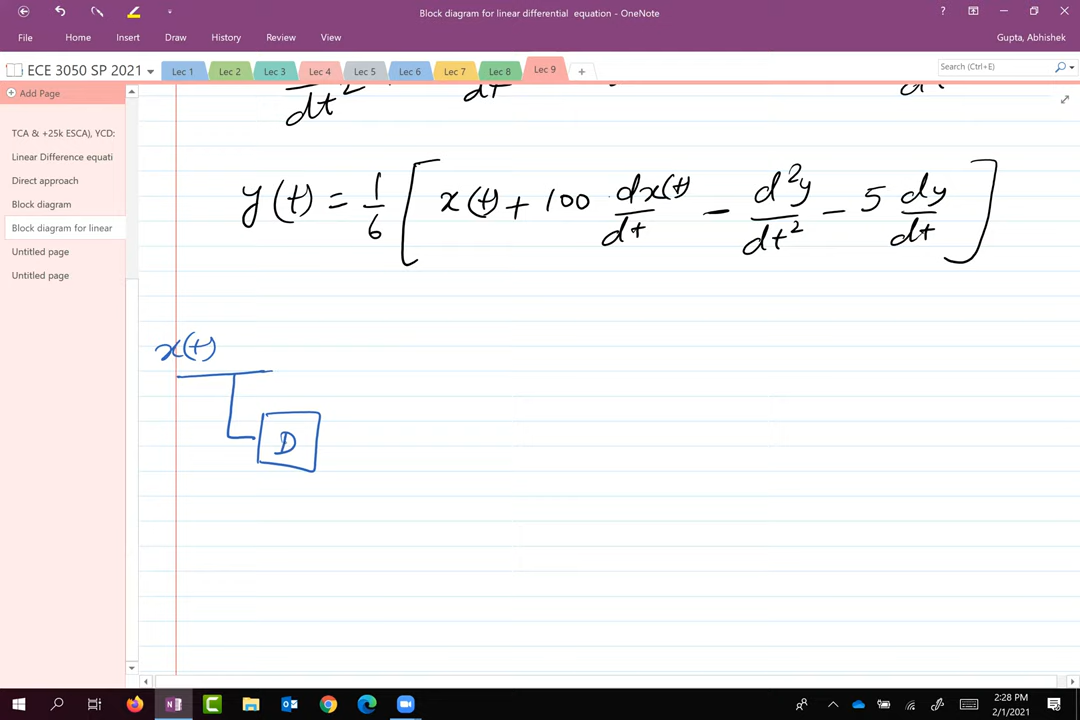 Block diagram for linear differential equation - OneNote
?
File Home Insert Draw History Review View
Gupta, Abhishek
ECE 3050 SP 2021
Lec 1 Lec 2 Lec 3 Lec 4 Lec 5 Lec 6 Lec 7 Lec 8 Lec 9 +
Search (Ctrl+E)
Add Page
TCA & +25k ESCA), YCD:
Linear Difference equati
Direct approach
Block diagram
Block diagram for linear
Untitled page
Untitled page
dt² dt dt
y(t) = 1/6 [ x(t) + 100 dx(t)/dt - d²y/dt² - 5 dy/dt ]
x(t)
D
2:28 PM
2/1/2021